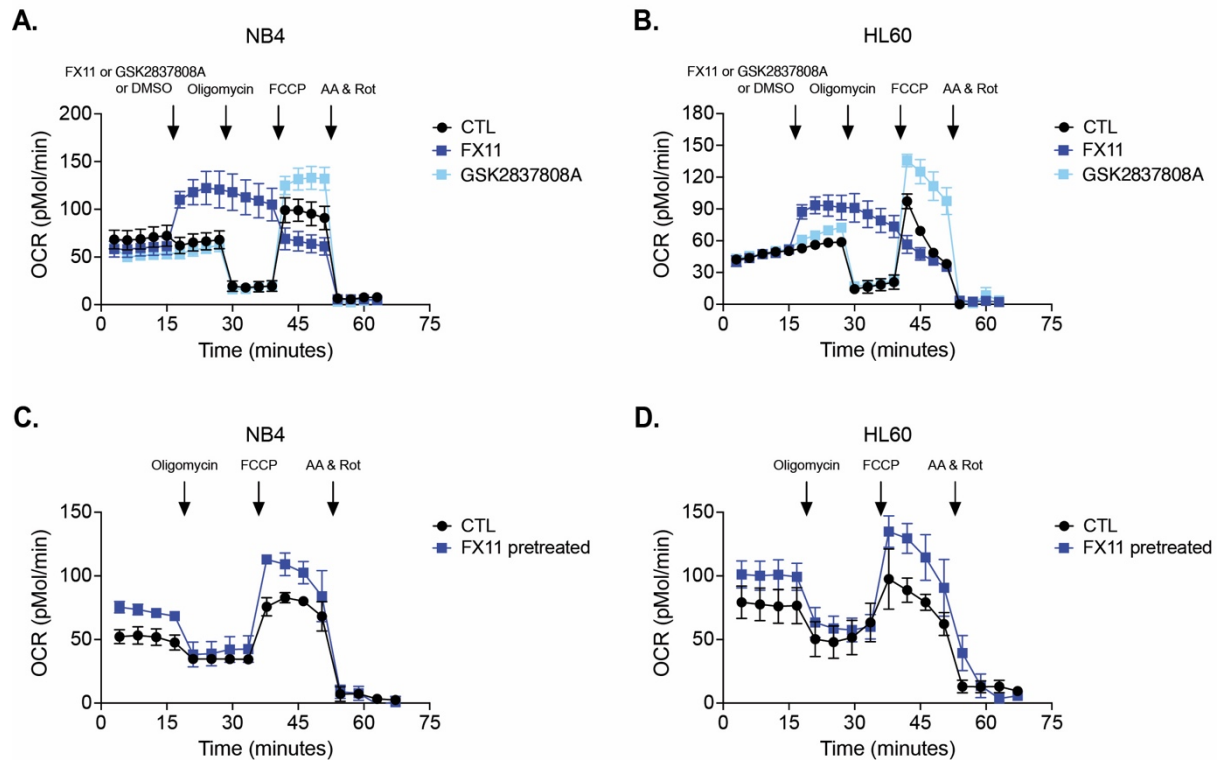 A.
NB4
FX11 or GSK2837808A
or DMSO
Oligomycin
FCCP
AA & Rot
200
150
100
50
0
OCR (pMol/min)
0 15 30 45 60 75
Time (minutes)
CTL
FX11
GSK2837808A
B.
HL60
FX11 or GSK2837808A
or DMSO
Oligomycin
FCCP
AA & Rot
180
150
120
90
60
30
0
OCR (pMol/min)
0 15 30 45 60 75
Time (minutes)
CTL
FX11
GSK2837808A
C.
NB4
Oligomycin
FCCP
AA & Rot
150
100
50
0
OCR (pMol/min)
0 15 30 45 60 75
Time (minutes)
CTL
FX11 pretreated
D.
HL60
Oligomycin
FCCP
AA & Rot
150
100
50
0
OCR (pMol/min)
0 15 30 45 60 75
Time (minutes)
CTL
FX11 pretreated